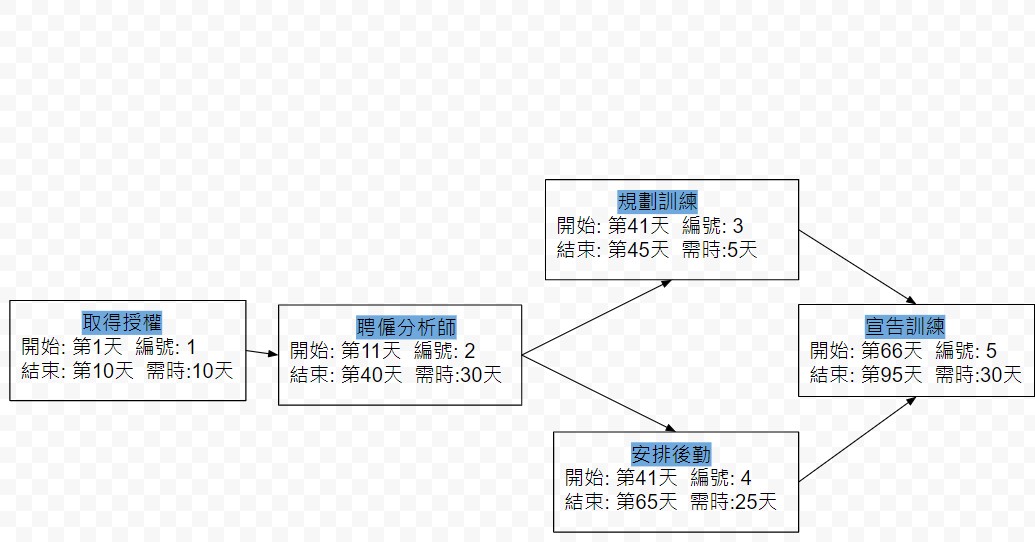 取得授權
開始: 第1天 編號: 1
結束: 第10天 需時:10天
聘僱分析師
開始: 第11天 編號: 2
結束: 第40天 需時:30天
規劃訓練
開始: 第41天 編號: 3
結束: 第45天 需時:5天
安排後勤
開始: 第41天 編號: 4
結束: 第65天 需時:25天
宣告訓練
開始: 第66天 編號: 5
結束: 第95天 需時:30天